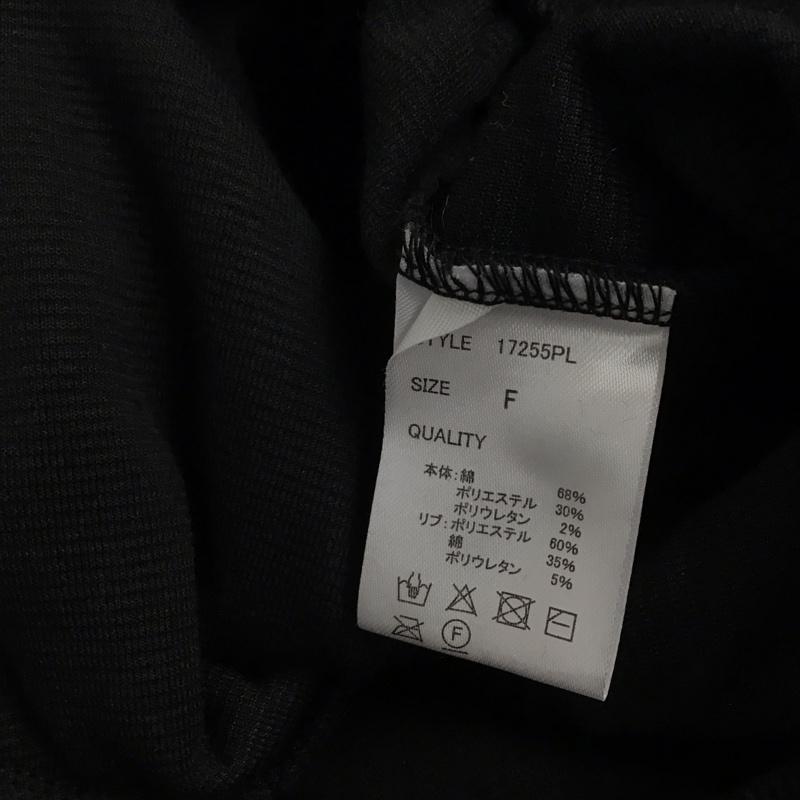 STYLE 17255PL
SIZE F
QUALITY
本体:綿 68%
ポリエステル 30%
ポリウレタン 2%
リブ:ポリエステル 60%
綿 35%
ポリウレタン 5%
F